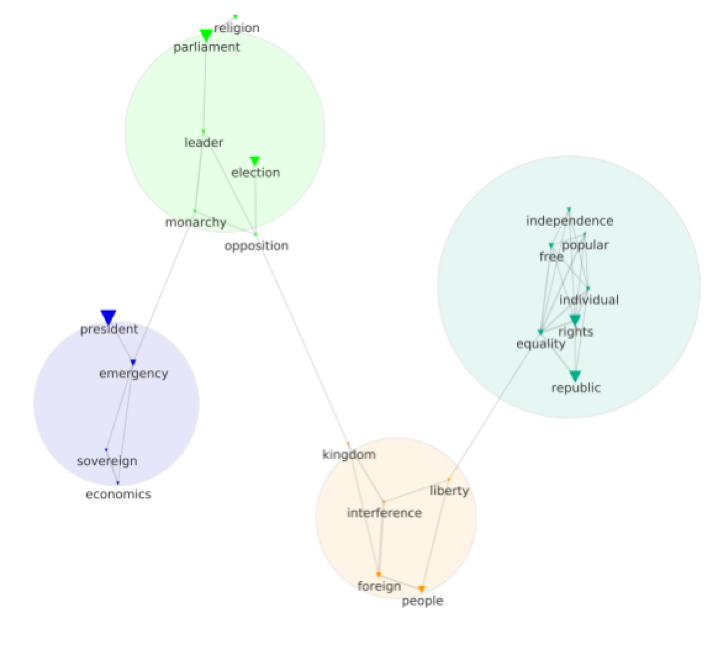 religion
parliament
leader
election
monarchy
opposition
independence
popular
free
individual
rights
equality
republic
president
emergency
sovereign
economics
kingdom
liberty
interference
foreign
people